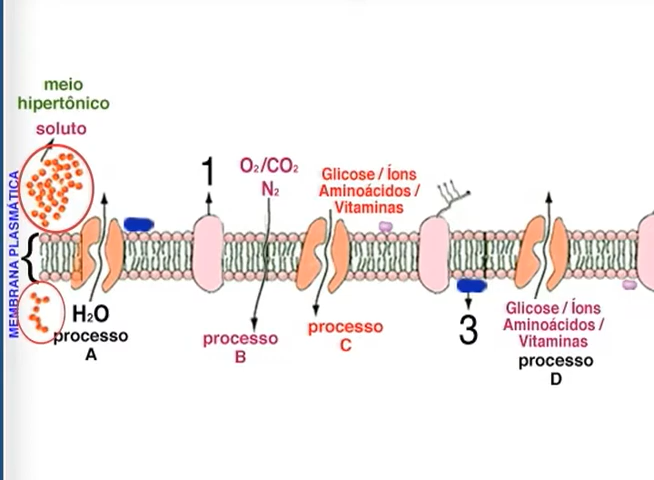 meio
hipertônico
soluto
MEMBRANA PLASMÁTICA
{
H₂O
processo
A
1
O₂/CO₂
N₂
processo
B
Glicose / Íons
Aminoácidos /
Vitaminas
processo
C
3
Glicose / Íons
Aminoácidos /
Vitaminas
processo
D